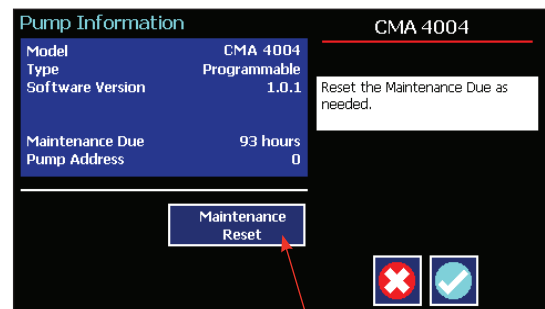 Pump Information
CMA 4004
Model CMA 4004
Type Programmable
Software Version 1.0.1
Reset the Maintenance Due as
needed.
Maintenance Due 93 hours
Pump Address 0
Maintenance
Reset